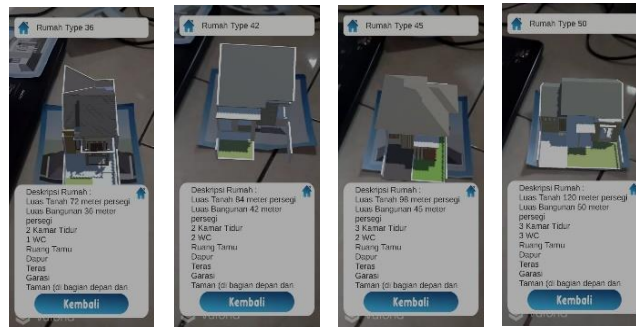 Rumah Type 36
Deskripsi Rumah :
Luas Tanah 72 meter persegi
Luas Bangunan 36 meter
persegi
2 Kamar Tidur
1 WC
Ruang Tamu
Dapur
Teras
Garasi
Taman (di bagian depan dan
Kembali
Rumah Type 42
Deskripsi Rumah :
Luas Tanah 84 meter persegi
Luas Bangunan 42 meter
persegi
2 Kamar Tidur
2 WC
Ruang Tamu
Dapur
Teras
Garasi
Taman (di bagian depan dan
Kembali
Rumah Type 45
Deskripsi Rumah :
Luas Tanah 96 meter persegi
Luas Bangunan 45 meter
persegi
3 Kamar Tidur
2 WC
Ruang Tamu
Dapur
Teras
Garasi
Taman (di bagian depan dan
Kembali
Rumah Type 50
Deskripsi Rumah :
Luas Tanah 120 meter persegi
Luas Bangunan 50 meter
persegi
3 Kamar Tidur
3 WC
Ruang Tamu
Dapur
Teras
Garasi
Taman (di bagian depan dan
Kembali